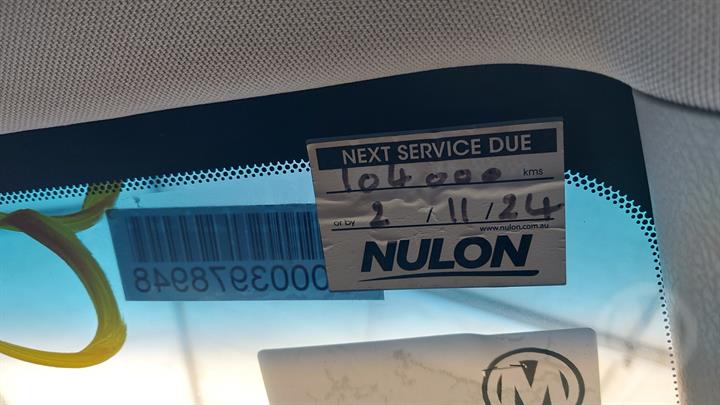 NEXT SERVICE DUE
104000 kms
or by 2 / 11 / 24
www.nulon.com.au
NULON
0003978948
M